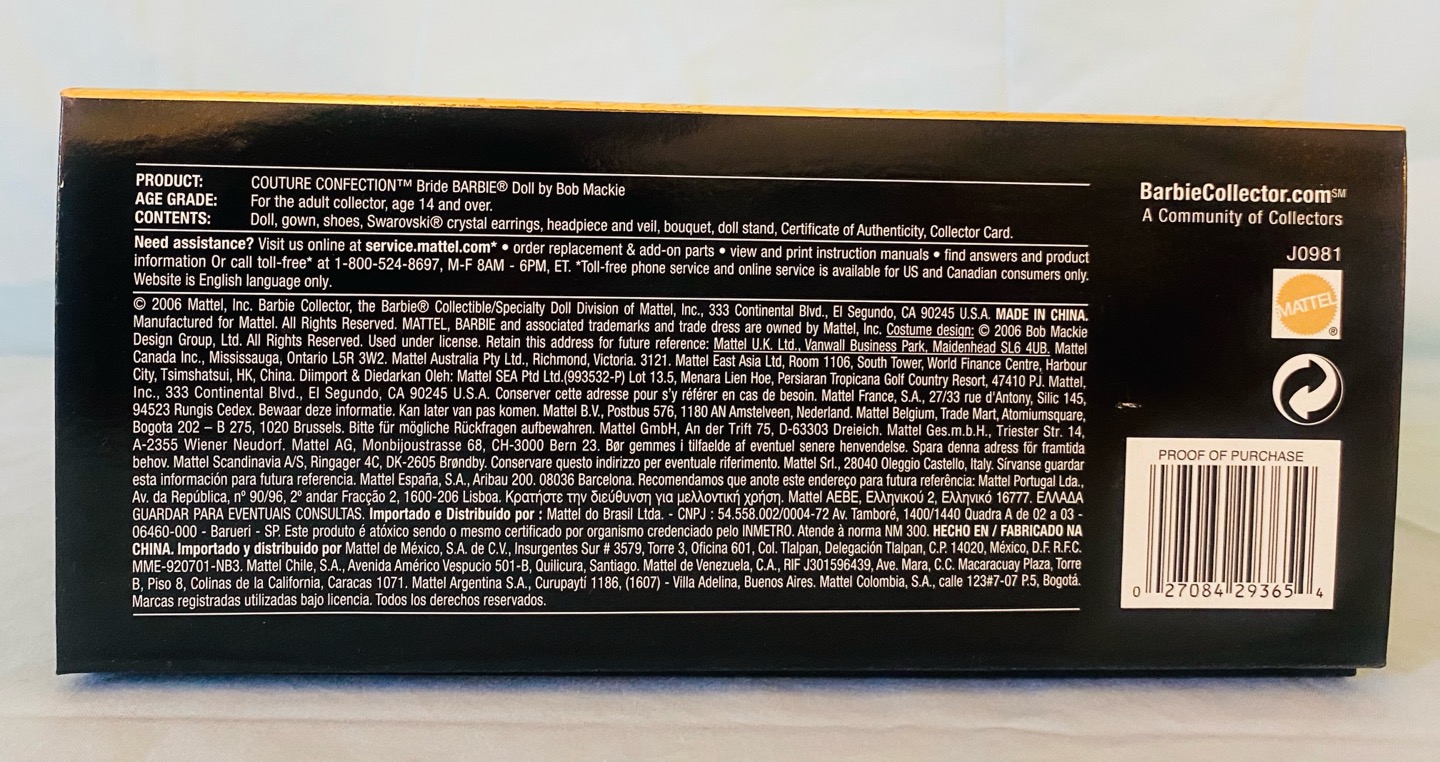 PRODUCT: COUTURE CONFECTION™ Bride BARBIE® Doll by Bob Mackie
AGE GRADE: For the adult collector, age 14 and over.
CONTENTS: Doll, gown, shoes, Swarovski® crystal earrings, headpiece and veil, bouquet, doll stand, Certificate of Authenticity, Collector Card.
Need assistance? Visit us online at service.mattel.com* • order replacement & add-on parts • view and print instruction manuals • find answers and product
information Or call toll-free* at 1-800-524-8697, M-F 8AM - 6PM, ET. *Toll-free phone service and online service is available for US and Canadian consumers only.
Website is English language only.
© 2006 Mattel, Inc. Barbie Collector, the Barbie® Collectible/Specialty Doll Division of Mattel, Inc., 333 Continental Blvd., El Segundo, CA 90245 U.S.A. MADE IN CHINA.
Manufactured for Mattel. All Rights Reserved. MATTEL, BARBIE and associated trademarks and trade dress are owned by Mattel, Inc. Costume design: © 2006 Bob Mackie
Design Group, Ltd. All Rights Reserved. Used under license. Retain this address for future reference: Mattel U.K. Ltd., Vanwall Business Park, Maidenhead SL6 4UB. Mattel
Canada Inc., Mississauga, Ontario L5R 3W2. Mattel Australia Pty Ltd., Richmond, Victoria. 3121. Mattel East Asia Ltd, Room 1106, South Tower, World Finance Centre, Harbour
City, Tsimshatsui, HK, China. Diimport & Diedarkan Oleh: Mattel SEA Ptd Ltd.(993532-P) Lot 13.5, Menara Lien Hoe, Persiaran Tropicana Golf Country Resort, 47410 PJ. Mattel,
Inc., 333 Continental Blvd., El Segundo, CA 90245 U.S.A. Conserver cette adresse pour s'y référer en cas de besoin. Mattel France, S.A., 27/33 rue d'Antony, Silic 145,
94523 Rungis Cedex. Bewaar deze informatie. Kan later van pas komen. Mattel B.V., Postbus 576, 1180 AN Amstelveen, Nederland. Mattel Belgium, Trade Mart, Atomiumsquare,
Bogota 202 – B 275, 1020 Brussels. Bitte für mögliche Rückfragen aufbewahren. Mattel GmbH, An der Trift 75, D-63303 Dreieich. Mattel Ges.m.b.H., Triester Str. 14,
A-2355 Wiener Neudorf. Mattel AG, Monbijoustrasse 68, CH-3000 Bern 23. Bør gemmes i tilfaelde af eventuel senere henvendelse. Spara denna adress för framtida
behov. Mattel Scandinavia A/S, Ringager 4C, DK-2605 Brøndby. Conservare questo indirizzo per eventuale riferimento. Mattel Srl., 28040 Oleggio Castello, Italy. Sírvanse guardar
esta información para futura referencia. Mattel España, S.A., Aribau 200. 08036 Barcelona. Recomendamos que anote este endereço para futura referência: Mattel Portugal Lda.,
Av. da República, nº 90/96, 2º andar Fracção 2, 1600-206 Lisboa. Κρατήστε την διεύθυνση για μελλοντική χρήση. Mattel AEBE, Ελληνικού 2, Ελληνικό 16777. ΕΛΛΑΔΑ
GUARDAR PARA EVENTUAIS CONSULTAS. Importado e Distribuído por : Mattel do Brasil Ltda. - CNPJ : 54.558.002/0004-72 Av. Tamboré, 1400/1440 Quadra A de 02 a 03 -
06460-000 - Barueri - SP. Este produto é atóxico sendo o mesmo certificado por organismo credenciado pelo INMETRO. Atende à norma NM 300. HECHO EN / FABRICADO NA
CHINA. Importado y distribuido por Mattel de México, S.A. de C.V., Insurgentes Sur # 3579, Torre 3, Oficina 601, Col. Tlalpan, Delegación Tlalpan, C.P. 14020, México, D.F. R.F.C.
MME-920701-NB3. Mattel Chile, S.A., Avenida Américo Vespucio 501-B, Quilicura, Santiago. Mattel de Venezuela, C.A., RIF J301596439, Ave. Mara, C.C. Macaracuay Plaza, Torre
B, Piso 8, Colinas de la California, Caracas 1071. Mattel Argentina S.A., Curupaytí 1186, (1607) - Villa Adelina, Buenos Aires. Mattel Colombia, S.A., calle 123#7-07 P.5, Bogotá.
Marcas registradas utilizadas bajo licencia. Todos los derechos reservados.
BarbieCollector.com℠
A Community of Collectors
J0981
MATTEL®
PROOF OF PURCHASE
0 27084 29365 4